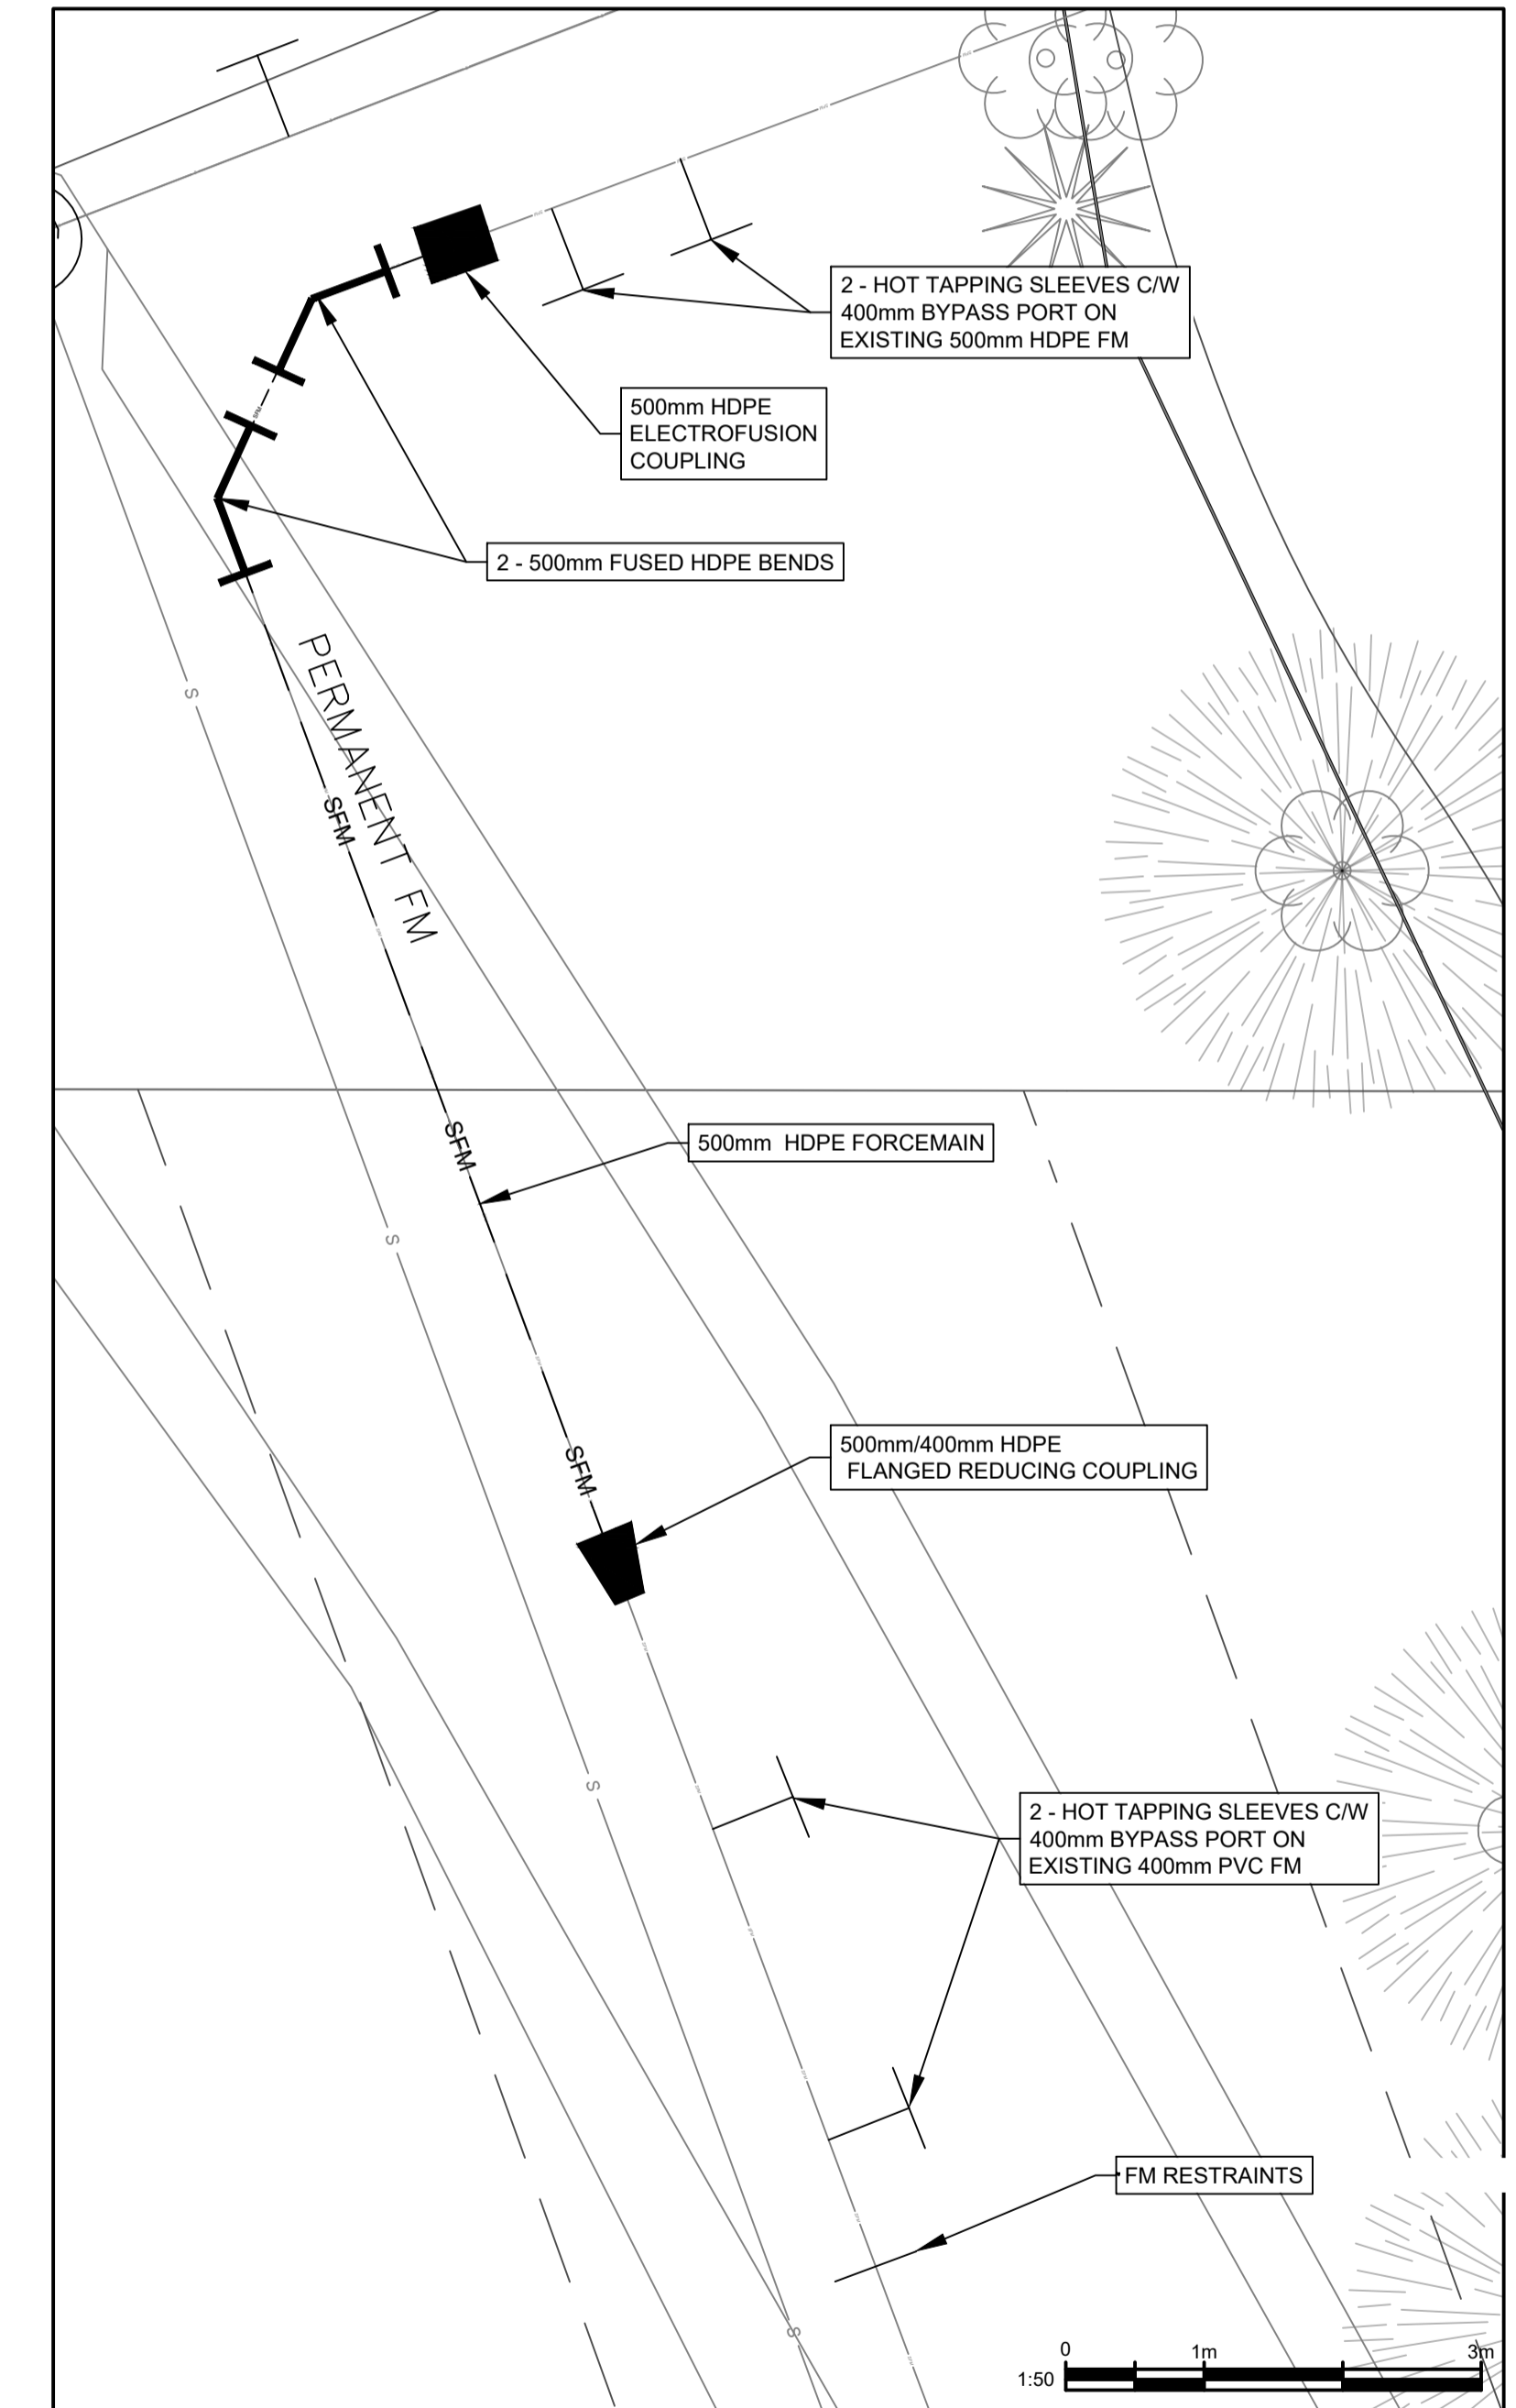 2 - HOT TAPPING SLEEVES C/W
400mm BYPASS PORT ON
EXISTING 500mm HDPE FM
500mm HDPE
ELECTROFUSION
COUPLING
SFM
2 - 500mm FUSED HDPE BENDS
PERMANENT FM
S
SFM
500mm HDPE FORCEMAIN
SFM
S
500mm/400mm HDPE
FLANGED REDUCING COUPLING
SFM
S
2 - HOT TAPPING SLEEVES C/W
400mm BYPASS PORT ON
EXISTING 400mm PVC FM
FM RESTRAINTS
S
0 1m 3m
1:50